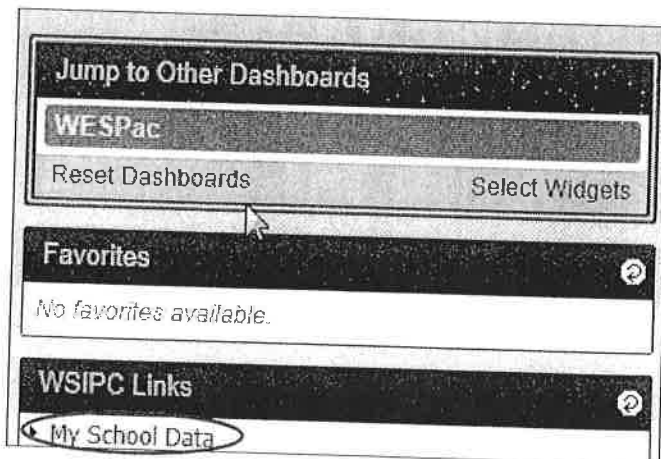 Jump to Other Dashboards
WESPac
Reset Dashboards Select Widgets
Favorites
No favorites available.
WSIPC Links
My School Data